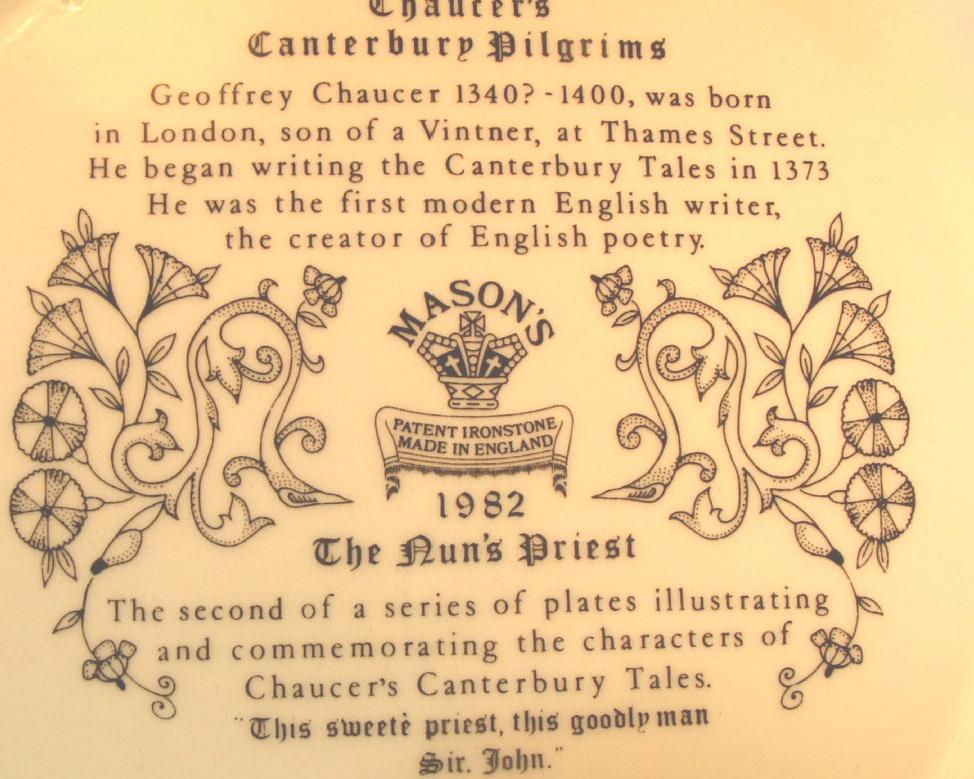 Chaucer's
Canterbury Pilgrims
Geoffrey Chaucer 1340? -1400, was born
in London, son of a Vintner, at Thames Street.
He began writing the Canterbury Tales in 1373
He was the first modern English writer,
the creator of English poetry.
MASON'S
PATENT IRONSTONE
MADE IN ENGLAND
1982
The Nun's Priest
The second of a series of plates illustrating
and commemorating the characters of
Chaucer's Canterbury Tales.
"This sweetè priest, this goodly man
Sir. John."